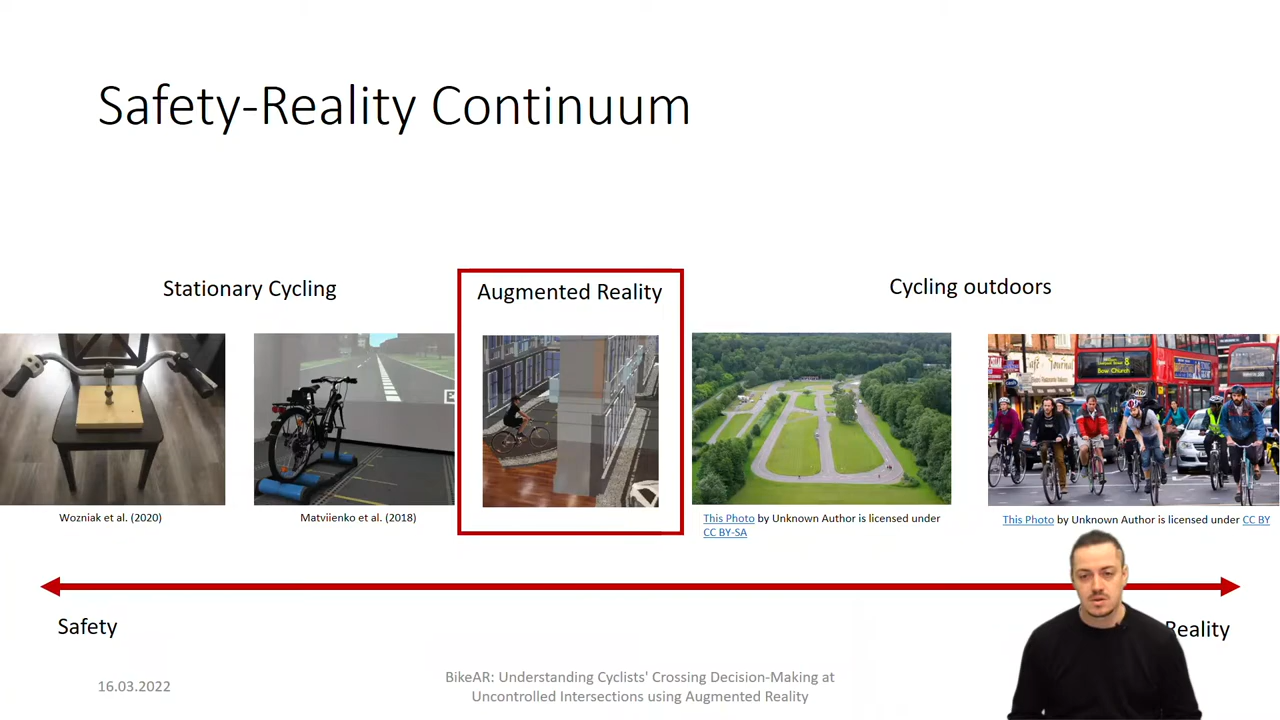 Safety-Reality Continuum
Stationary Cycling
Augmented Reality
Cycling outdoors
Bow Church
Wozniak et al. (2020)
Matviienko et al. (2018)
This Photo by Unknown Author is licensed under
CC BY-SA
This Photo by Unknown Author is licensed under CC BY
Safety
Reality
16.03.2022
BikeAR: Understanding Cyclists' Crossing Decision-Making at
Uncontrolled Intersections using Augmented Reality